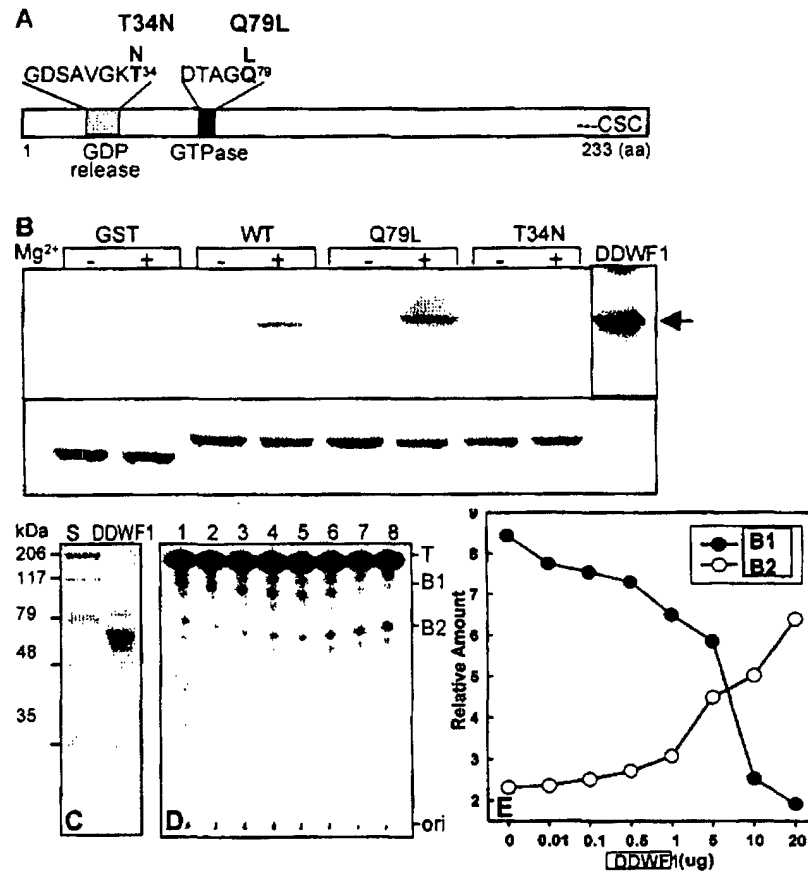 A
T34N Q79L
N L
GDSAVGKT34 DTAGQ79
---CSC
1 GDP release GTPase 233 (aa)
B
GST WT Q79L T34N DDWF1
Mg2+ - + - + - + - +
kDa S DDWF1
206
117
79
48
35
C
1 2 3 4 5 6 7 8
T
B1
B2
ori
D
9
8
7
6
5
4
3
2
Relative Amount
B1
B2
E
0 0.01 0.1 0.5 1 5 10 20
DDWF1(ug)